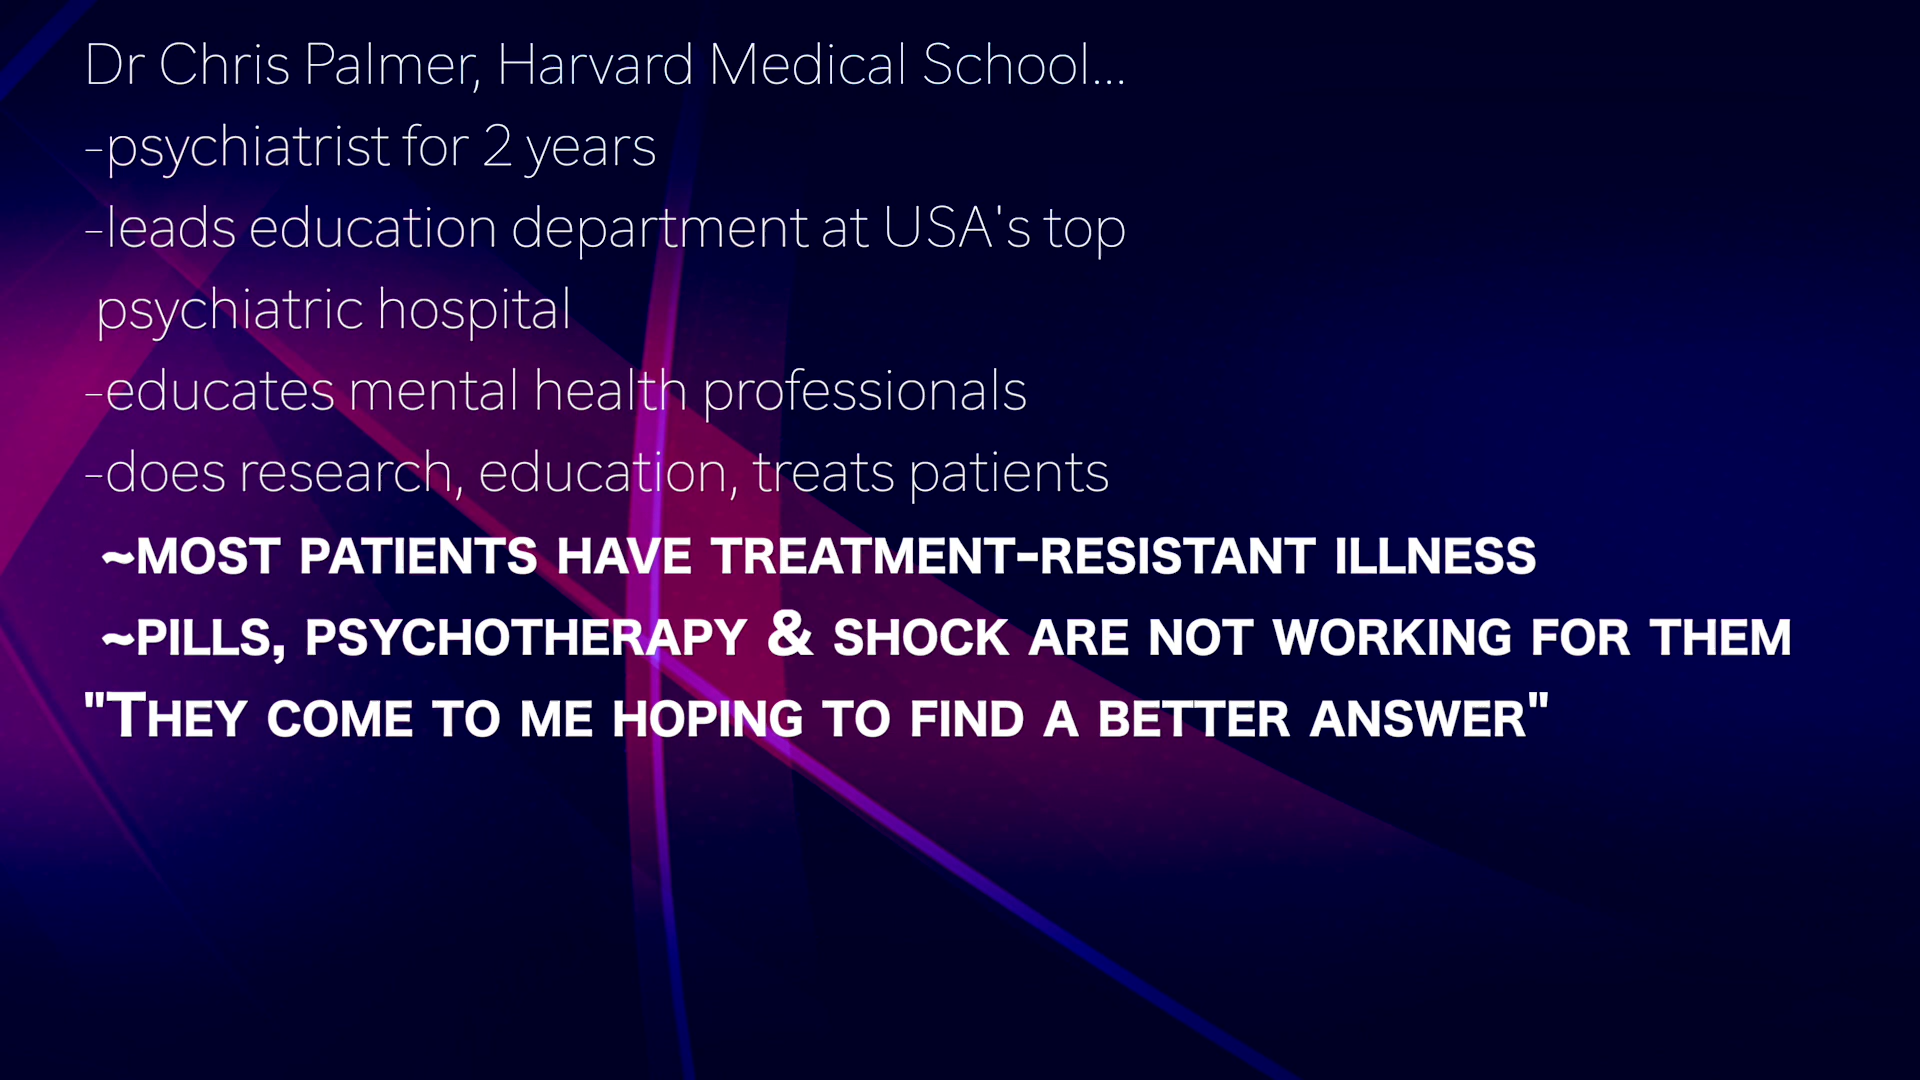 Dr Chris Palmer, Harvard Medical School...
-psychiatrist for 2 years
-leads education department at USA's top
psychiatric hospital
-educates mental health professionals
-does research, education, treats patients
~most patients have treatment-resistant illness
~pills, psychotherapy & shock are not working for them
"They come to me hoping to find a better answer"